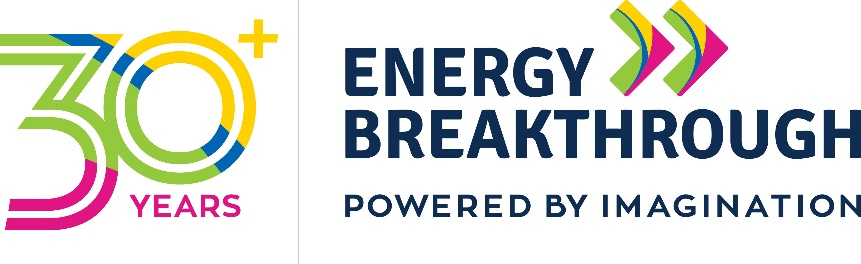 30+
YEARS
ENERGY
BREAKTHROUGH
POWERED BY IMAGINATION